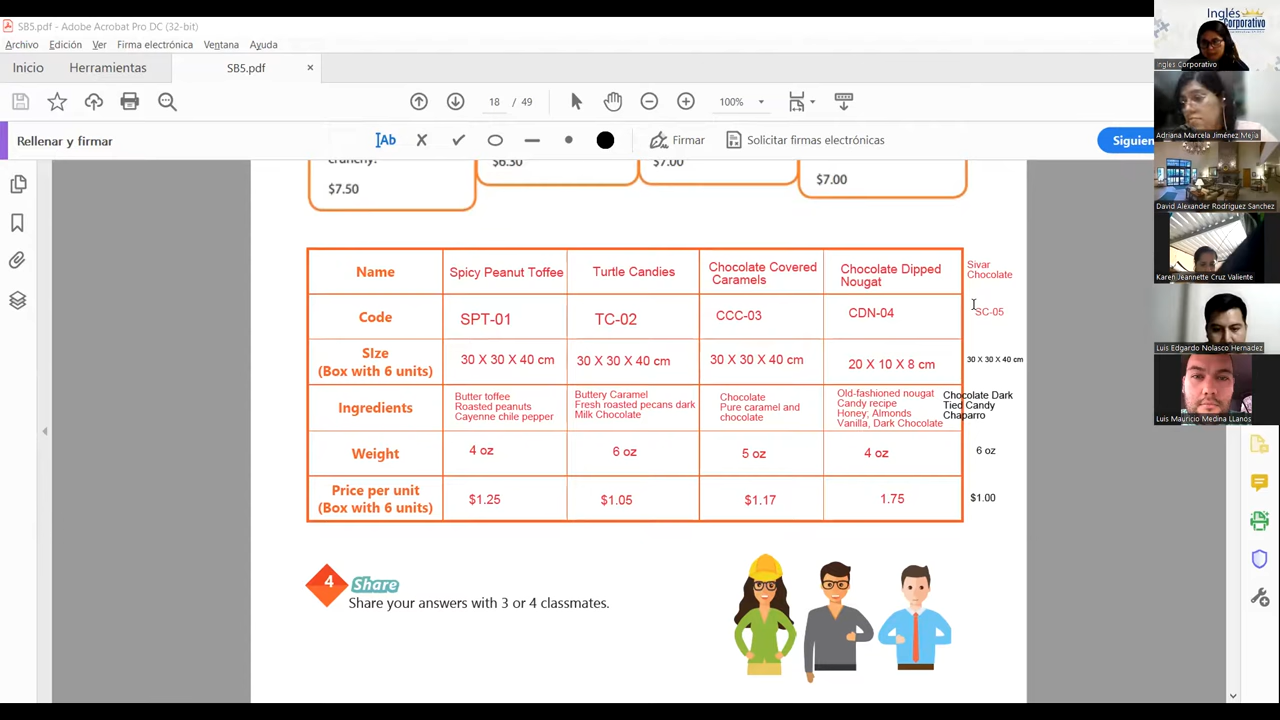 SB5.pdf - Adobe Acrobat Pro DC (32-bit)
Archivo Edición Ver Firma electrónica Ventana Ayuda
Inicio Herramientas SB5.pdf ×
18 / 49 100%
Rellenar y firmar Ab Firmar Solicitar firmas electrónicas Siguien
crunchy!
$7.50
$6.30
$7.00
$7.00
Name Spicy Peanut Toffee Turtle Candies Chocolate Covered Caramels Chocolate Dipped Nougat Sivar Chocolate
Code SPT-01 TC-02 CCC-03 CDN-04 SC-05
SIze (Box with 6 units) 30 X 30 X 40 cm 30 X 30 X 40 cm 30 X 30 X 40 cm 20 X 10 X 8 cm 30 X 30 X 40 cm
Ingredients
Butter toffee
Roasted peanuts
Cayenne chile pepper
Buttery Caramel
Fresh roasted pecans dark
Milk Chocolate
Chocolate
Pure caramel and
chocolate
Old-fashioned nougat
Candy recipe
Honey; Almonds
Vanilla, Dark Chocolate
Chocolate Dark
Tied Candy
Chaparro
Weight 4 oz 6 oz 5 oz 4 oz 6 oz
Price per unit (Box with 6 units) $1.25 $1.05 $1.17 1.75 $1.00
4 Share
Share your answers with 3 or 4 classmates.
Inglés
Corporativo
Inglés Corporativo
Adriana Marcela Jiménez Mejia
David Alexander Rodriguez Sanchez
Karen Jeannette Cruz Valiente
Luis Edgardo Nolasco Hernadez
Luis Mauricio Medina LLanos